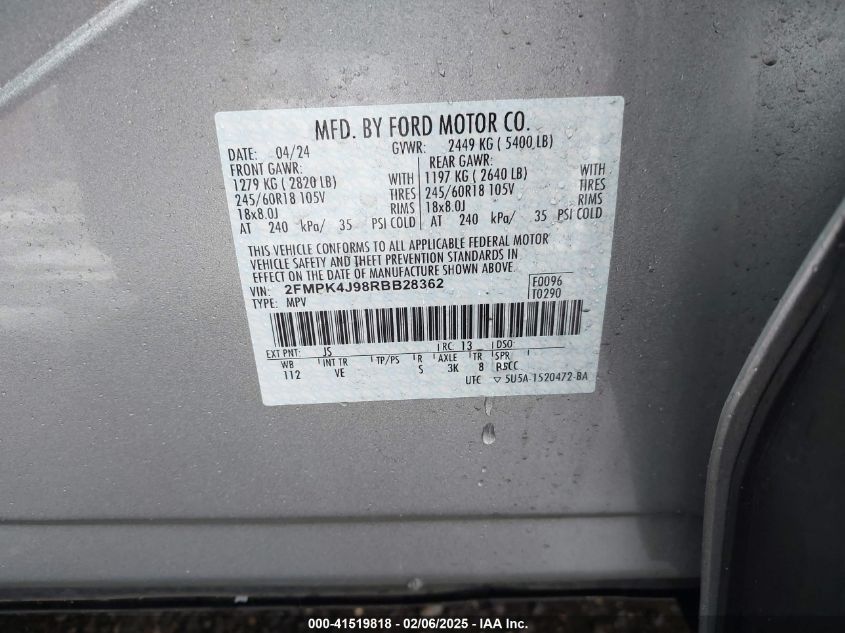 MFD. BY FORD MOTOR CO.
DATE: 04/24 GVWR: 2449 KG ( 5400 LB)
FRONT GAWR: REAR GAWR:
1279 KG ( 2820 LB) WITH 1197 KG ( 2640 LB) WITH
245/60R18 105V TIRES 245/60R18 105V TIRES
18x8.0J RIMS 18x8.0J RIMS
AT 240 kPa/ 35 PSI COLD AT 240 kPa/ 35 PSI COLD
THIS VEHICLE CONFORMS TO ALL APPLICABLE FEDERAL MOTOR
VEHICLE SAFETY AND THEFT PREVENTION STANDARDS IN
EFFECT ON THE DATE OF MANUFACTURE SHOWN ABOVE.
VIN: 2FMPK4J98RBB28362 F0096
TYPE: MPV T0290
EXT PNT: JS RC: 13 DSO:
WB INT TR TP/PS R AXLE TR SPR
112 VE S 3K 8 R5CC
UTC ▽ 5U5A-1520472-BA
000-41519818 - 02/06/2025 - IAA Inc.